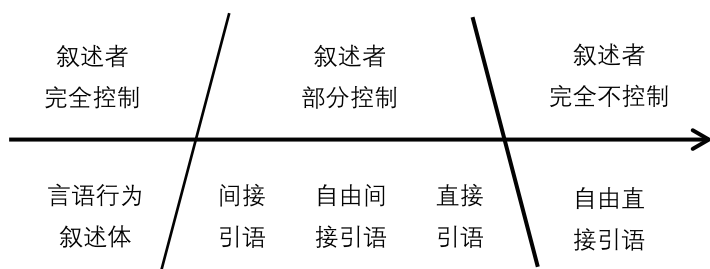 叙述者
完全控制
叙述者
部分控制
叙述者
完全不控制
言语行为
叙述体
间接
引语
自由间
接引语
直接
引语
自由直
接引语